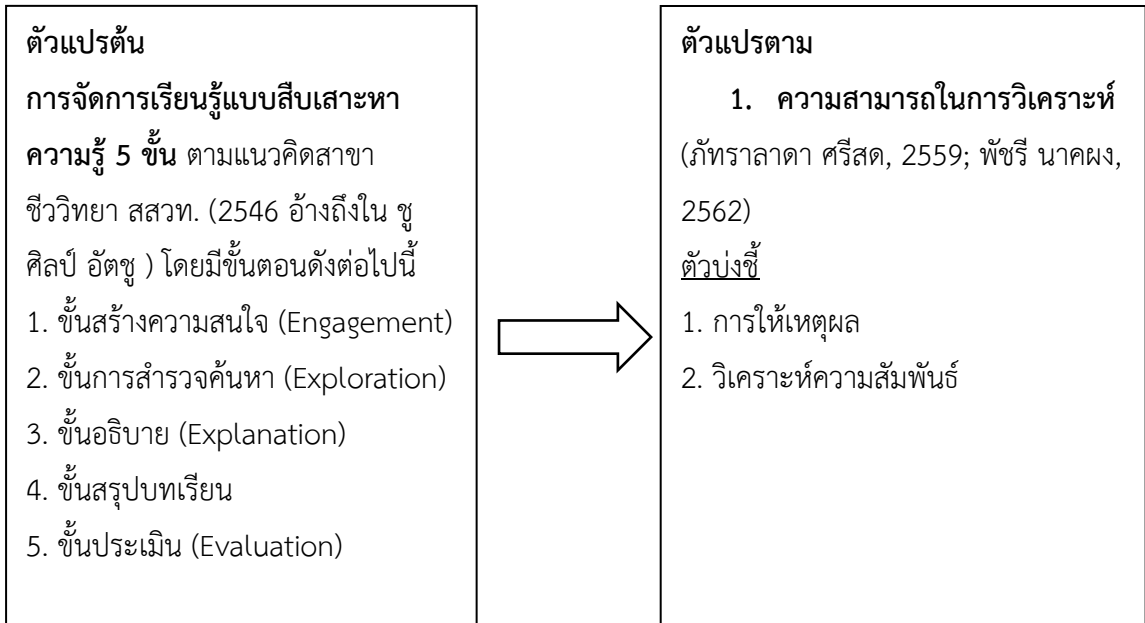 ตัวแปรต้น
การจัดการเรียนรู้แบบสืบเสาะหา
ความรู้ 5 ขั้น ตามแนวคิดสาขา
ชีววิทยา สสวท. (2546 อ้างถึงใน ชู
ศิลป์ อัตชู ) โดยมีขั้นตอนดังต่อไปนี้
1. ขั้นสร้างความสนใจ (Engagement)
2. ขั้นการสำรวจค้นหา (Exploration)
3. ขั้นอธิบาย (Explanation)
4. ขั้นสรุปบทเรียน
5. ขั้นประเมิน (Evaluation)
ตัวแปรตาม
1. ความสามารถในการวิเคราะห์
(ภัทราลาดา ศรีสด, 2559; พัชรี นาคผง,
2562)
ตัวบ่งชี้
1. การให้เหตุผล
2. วิเคราะห์ความสัมพันธ์